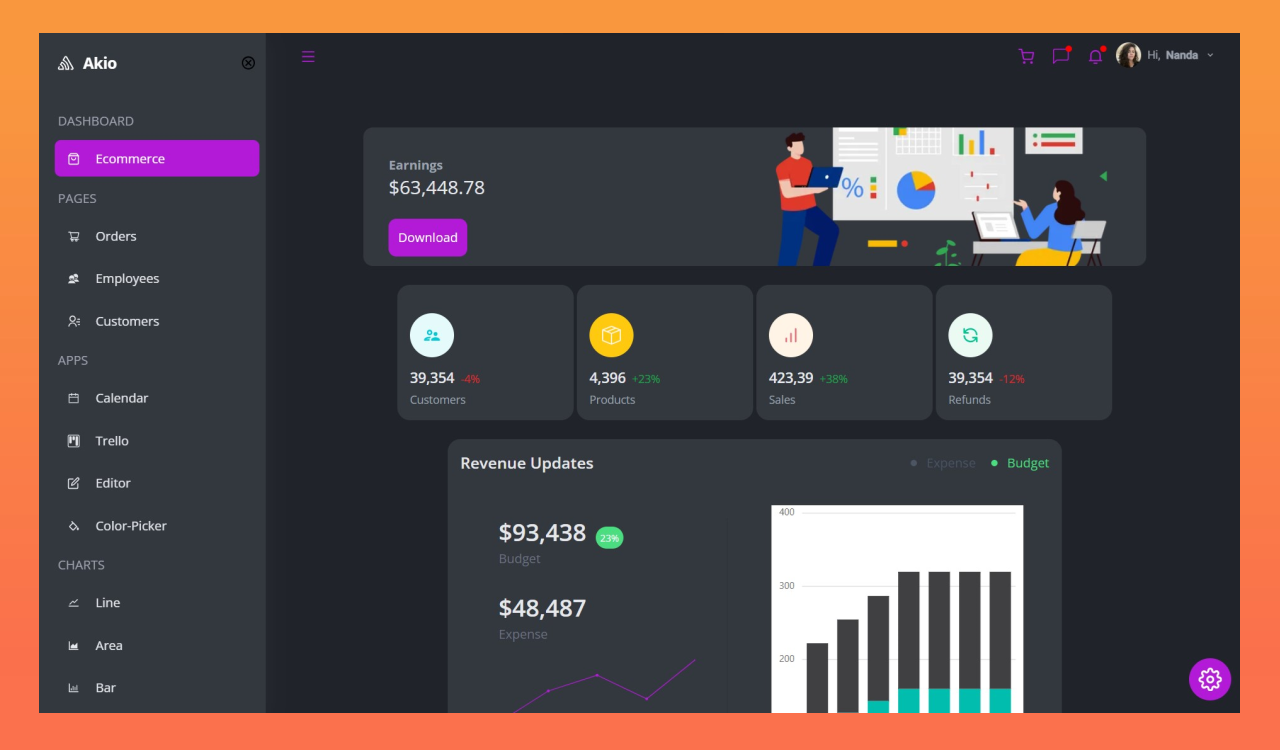 Akio
Hi, Nanda
DASHBOARD
Ecommerce
PAGES
Orders
Employees
Customers
APPS
Calendar
Trello
Editor
Color-Picker
CHARTS
Line
Area
Bar
Earnings
$63,448.78
Download
%
39,354 -4%
Customers
4,396 +23%
Products
423,39 +38%
Sales
39,354 -12%
Refunds
Revenue Updates
Expense
Budget
$93,438 23%
Budget
$48,487
Expense
400
300
200